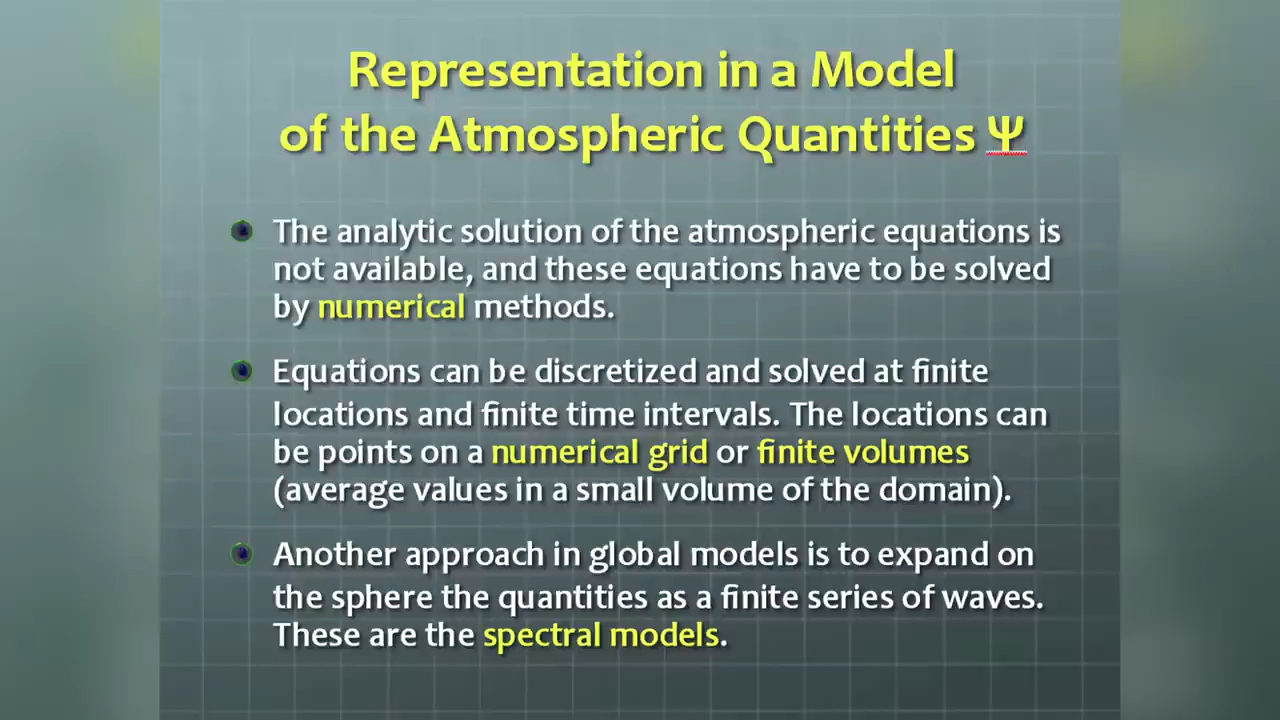 Representation in a Model
of the Atmospheric Quantities Ψ
The analytic solution of the atmospheric equations is
not available, and these equations have to be solved
by numerical methods.
Equations can be discretized and solved at finite
locations and finite time intervals. The locations can
be points on a numerical grid or finite volumes
(average values in a small volume of the domain).
Another approach in global models is to expand on
the sphere the quantities as a finite series of waves.
These are the spectral models.